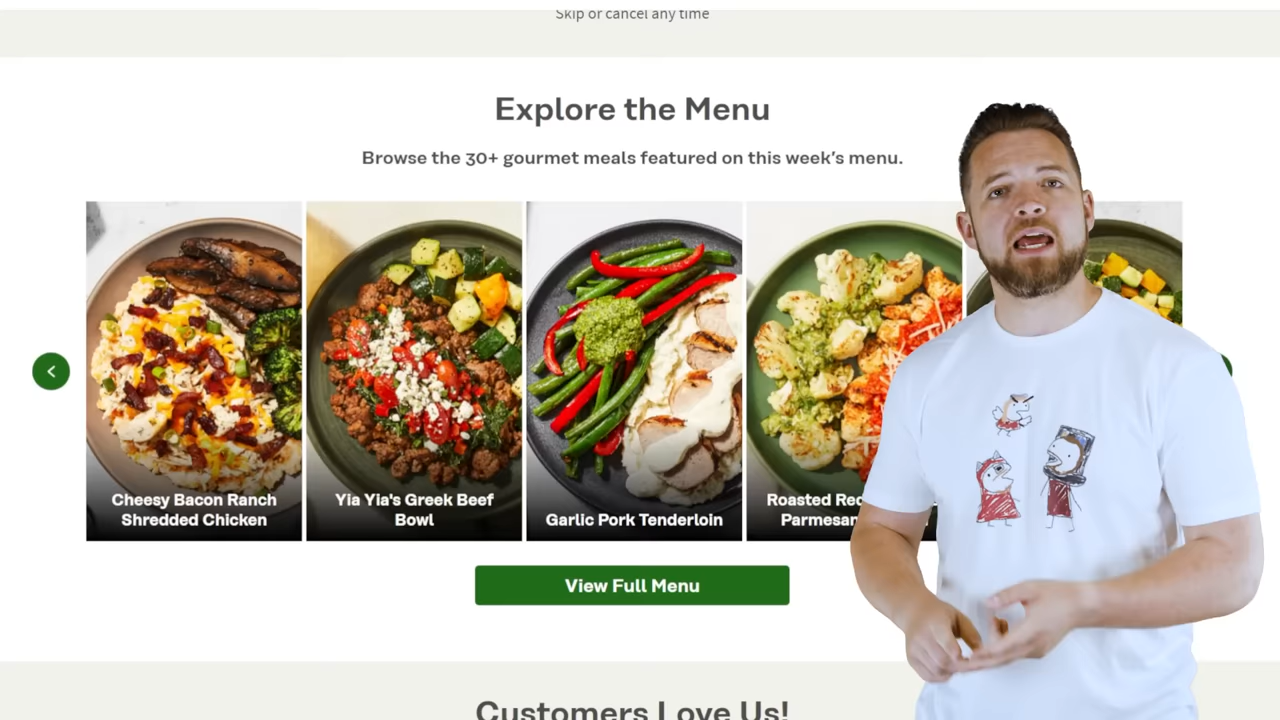 Skip or cancel any time
Explore the Menu
Browse the 30+ gourmet meals featured on this week's menu.
Cheesy Bacon Ranch
Shredded Chicken
Yia Yia's Greek Beef
Bowl
Garlic Pork Tenderloin
Roasted
Parmesan
View Full Menu
Customers Love Us!